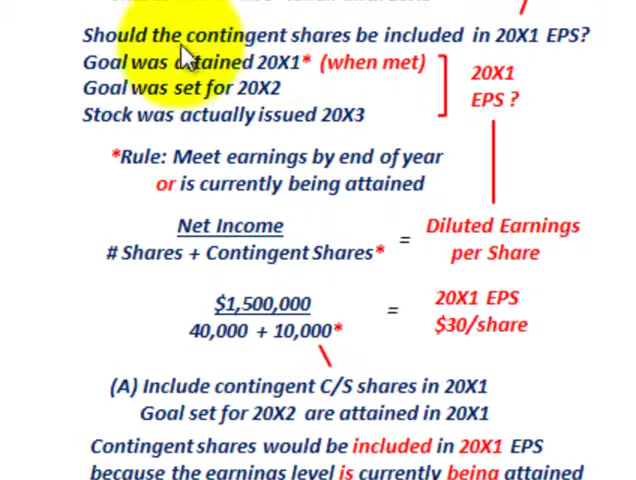 Should the contingent shares be included in 20X1 EPS?
Goal was attained 20X1* (when met)
Goal was set for 20X2
Stock was actually issued 20X3
20X1
EPS ?
*Rule: Meet earnings by end of year
or is currently being attained
Net Income
# Shares + Contingent Shares*
=
Diluted Earnings
per Share
$1,500,000
40,000 + 10,000*
=
20X1 EPS
$30/share
(A) Include contingent C/S shares in 20X1
Goal set for 20X2 are attained in 20X1
Contingent shares would be included in 20X1 EPS
because the earnings level is currently being attained